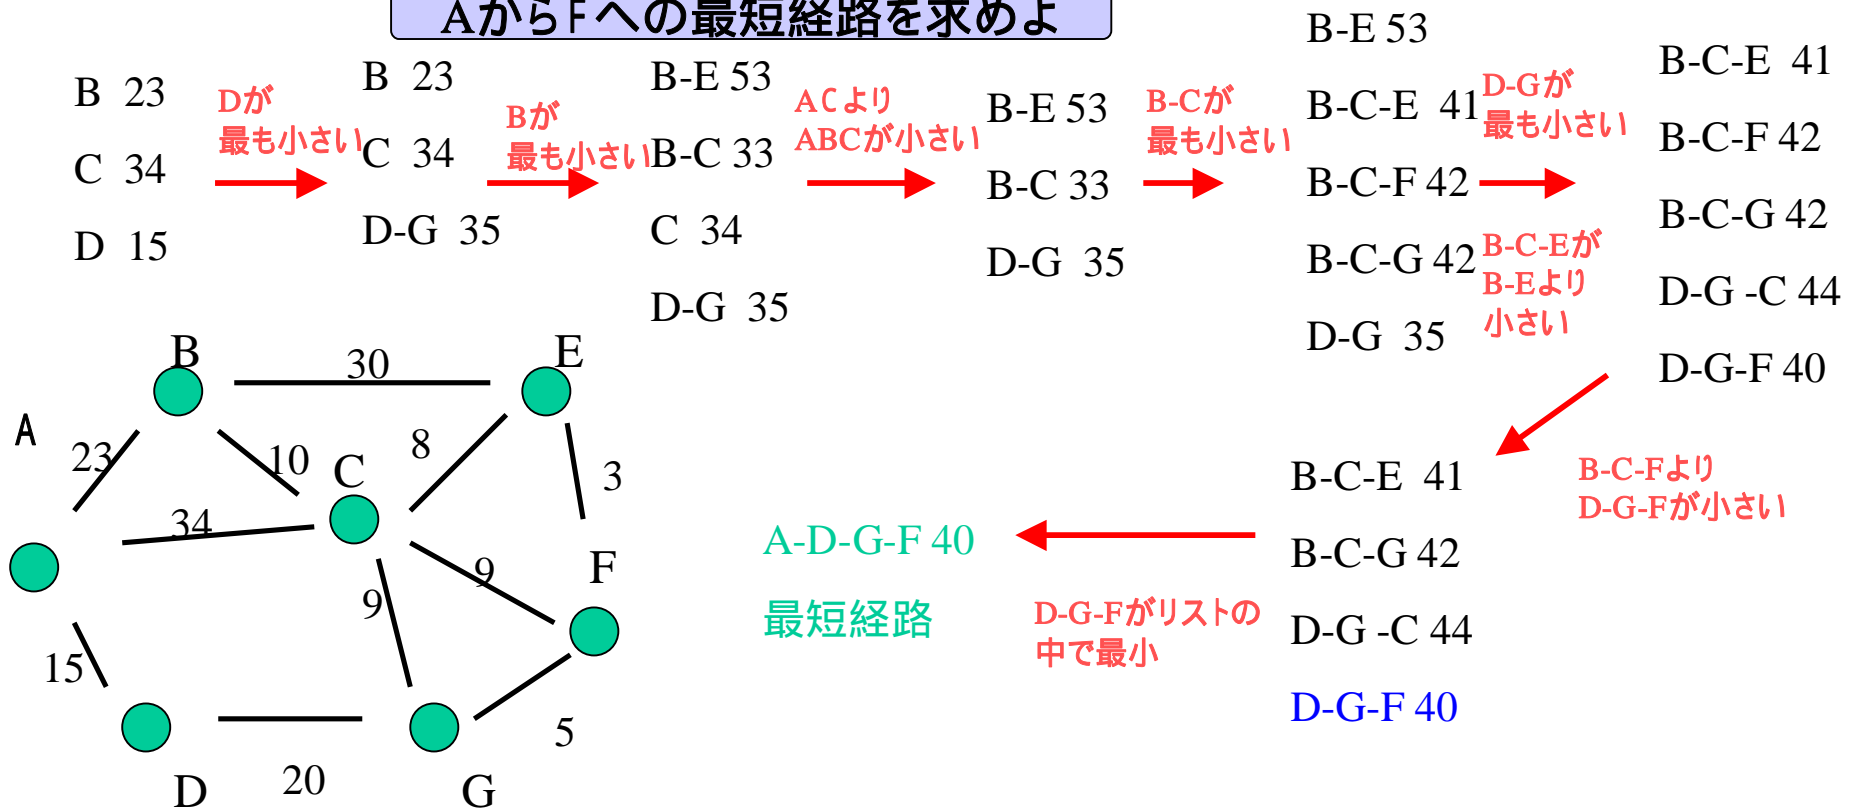 AからFへの最短経路を求めよ
B 23
C 34
D 15
Dが
最も小さい
B 23
C 34
D-G 35
Bが
最も小さい
B-E 53
B-C 33
C 34
D-G 35
ACより
ABCが小さい
B-E 53
B-C 33
D-G 35
B-Cが
最も小さい
B-E 53
B-C-E 41
B-C-F 42
B-C-G 42
D-G 35
D-Gが
最も小さい
B-C-Eが
B-Eより
小さい
B-C-E 41
B-C-F 42
B-C-G 42
D-G -C 44
D-G-F 40
B-C-Fより
D-G-Fが小さい
B-C-E 41
B-C-G 42
D-G -C 44
D-G-F 40
D-G-Fがリストの
中で最小
A-D-G-F 40
最短経路
B
30
E
A
23
10
C
8
3
34
9
9
F
15
5
D
20
G